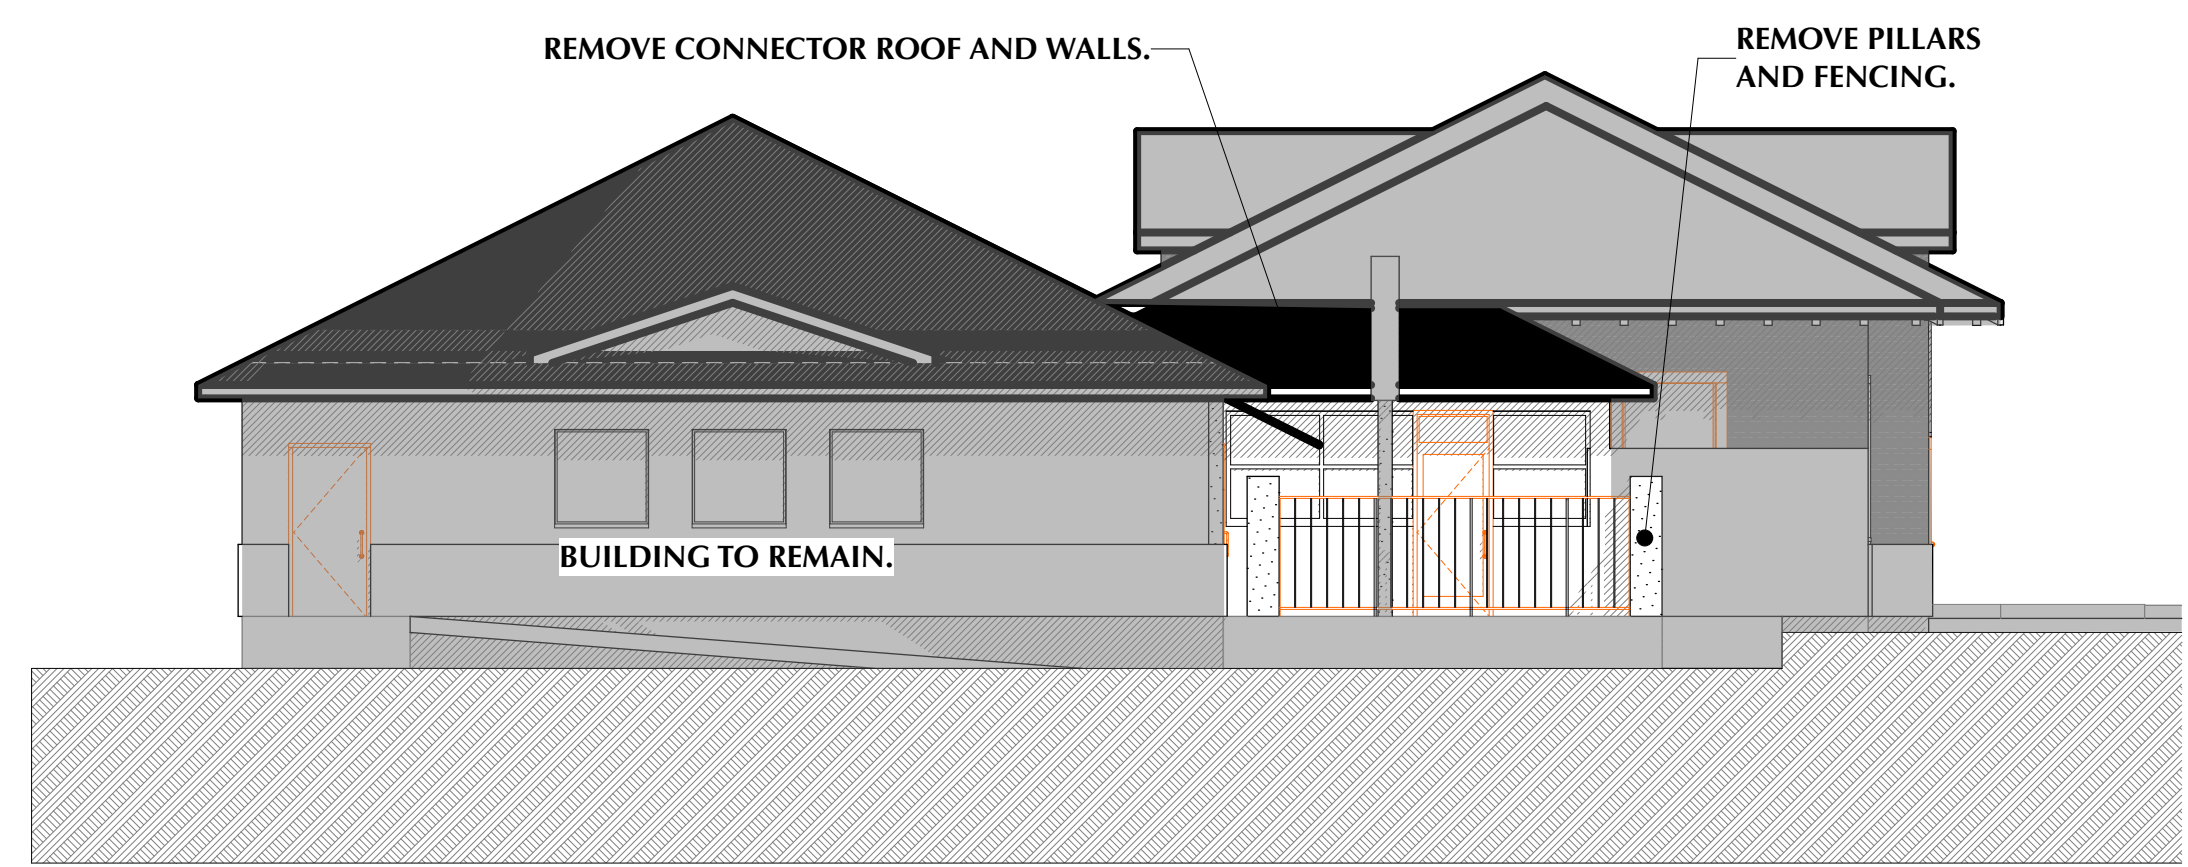 REMOVE CONNECTOR ROOF AND WALLS.
REMOVE PILLARS
AND FENCING.
BUILDING TO REMAIN.